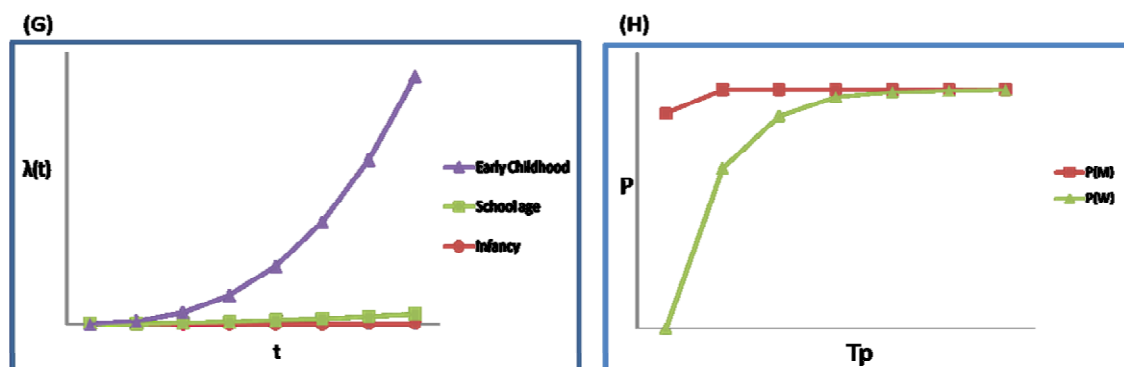 (G)
λ(t)
Early Childhood
School age
Infancy
t
(H)
P
P(M)
P(W)
Tp